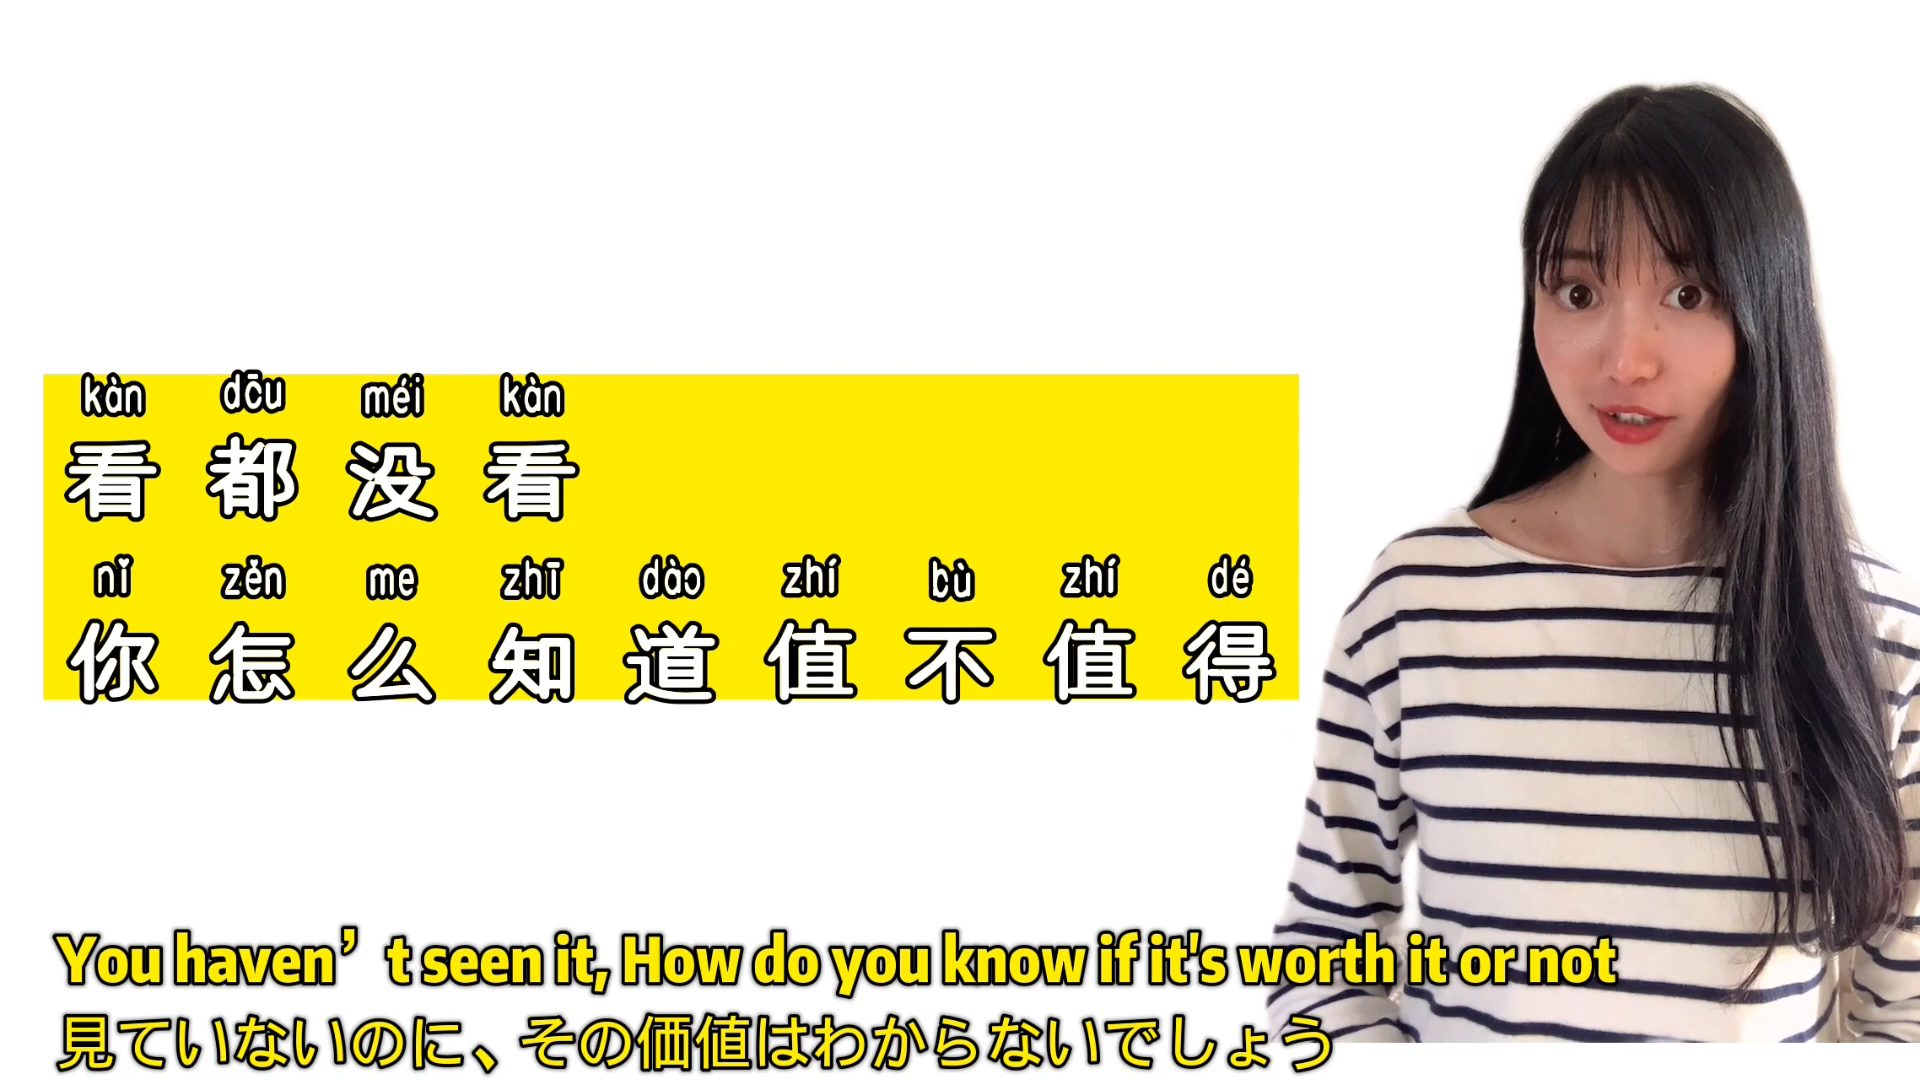 kàn dōu méi kàn
看都没看
nǐ zěn me zhī dào zhí bù zhí dé
你怎么知道值不值得
You haven’t seen it, How do you know if it's worth it or not
見ていないのに、その価値はわからないでしょう